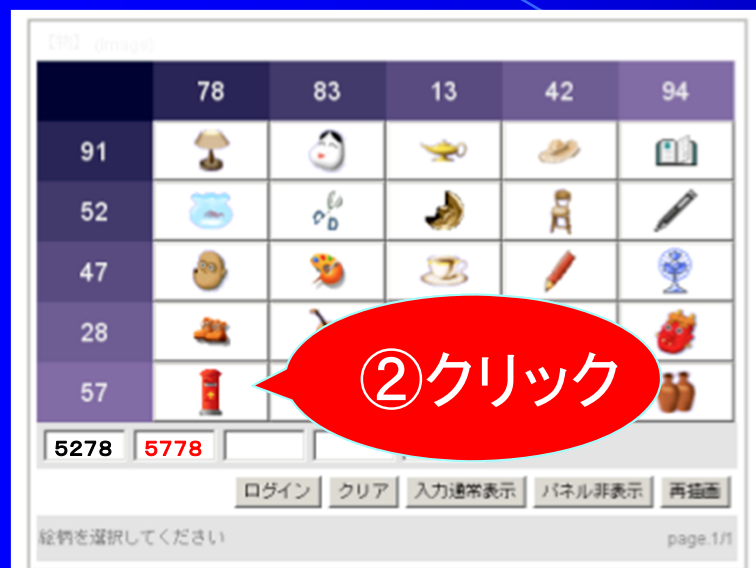 【物】 (Image)
78 83 13 42 94
91
52
47
28
57
②クリック
5278 5778
ログイン クリア 入力通常表示 パネル非表示 再描画
絵柄を選択してください page.1/1